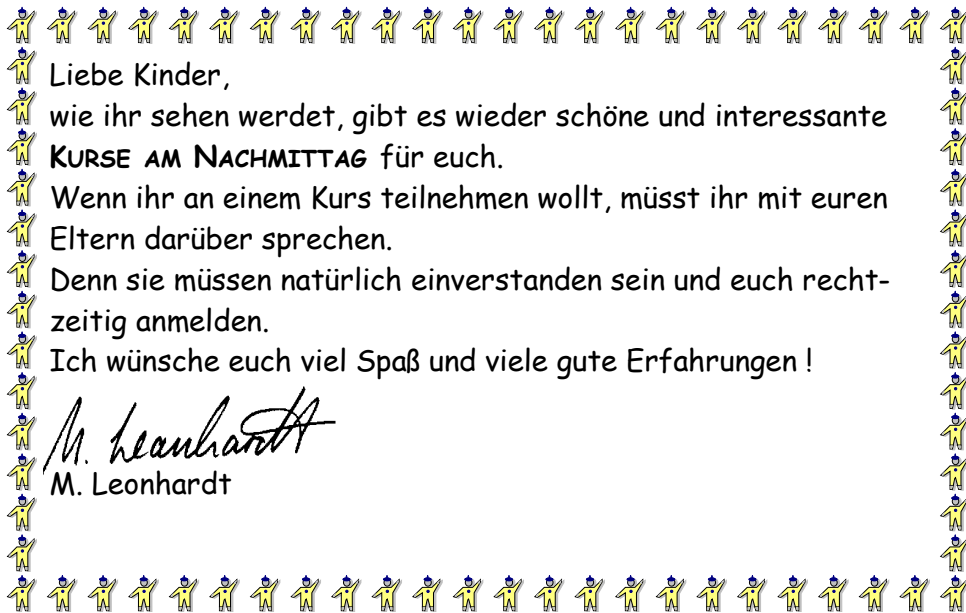 Liebe Kinder,
wie ihr sehen werdet, gibt es wieder schöne und interessante
KURSE AM NACHMITTAG für euch.
Wenn ihr an einem Kurs teilnehmen wollt, müsst ihr mit euren
Eltern darüber sprechen.
Denn sie müssen natürlich einverstanden sein und euch recht-
zeitig anmelden.
Ich wünsche euch viel Spaß und viele gute Erfahrungen !
M. Leonhardt
M. Leonhardt